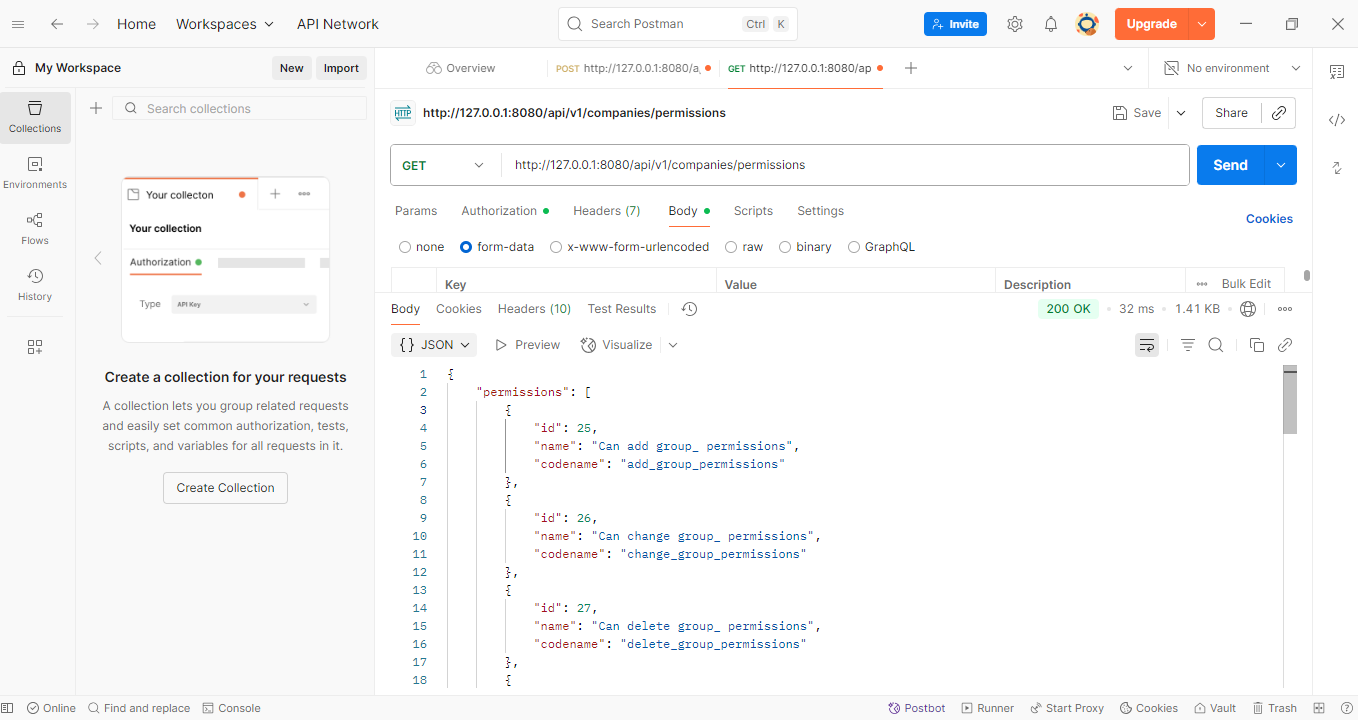 Home Workspaces API Network Search Postman Ctrl K Invite Upgrade
My Workspace New Import Overview POST http://127.0.0.1:8080/a GET http://127.0.0.1:8080/ap No environment
Search collections
Collections
Environments
Flows
History
Your collecton
Your collection
Authorization
Type API Key
Create a collection for your requests
A collection lets you group related requests
and easily set common authorization, tests,
scripts, and variables for all requests in it.
Create Collection
HTTP http://127.0.0.1:8080/api/v1/companies/permissions Save Share
GET http://127.0.0.1:8080/api/v1/companies/permissions Send
Params Authorization Headers (7) Body Scripts Settings Cookies
none form-data x-www-form-urlencoded raw binary GraphQL
Key Value Description Bulk Edit
Body Cookies Headers (10) Test Results 200 OK 32 ms 1.41 KB
{} JSON Preview Visualize
1 {
2 "permissions": [
3 {
4 "id": 25,
5 "name": "Can add group_ permissions",
6 "codename": "add_group_permissions"
7 },
8 {
9 "id": 26,
10 "name": "Can change group_ permissions",
11 "codename": "change_group_permissions"
12 },
13 {
14 "id": 27,
15 "name": "Can delete group_ permissions",
16 "codename": "delete_group_permissions"
17 },
18 {
Online Find and replace Console Postbot Runner Start Proxy Cookies Vault Trash